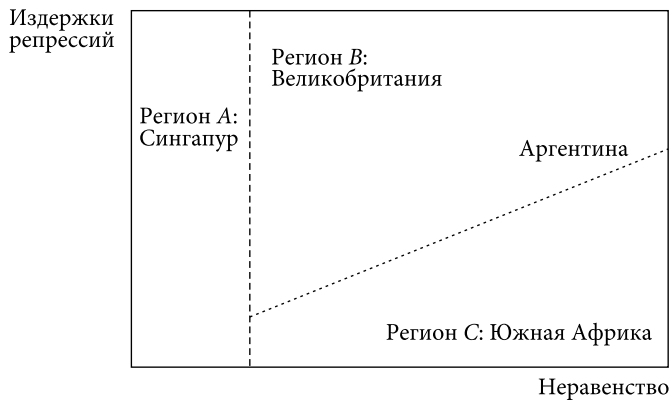 Издержки
репрессий
Регион B:
Великобритания
Регион A:
Сингапур
Аргентина
Регион C: Южная Африка
Неравенство